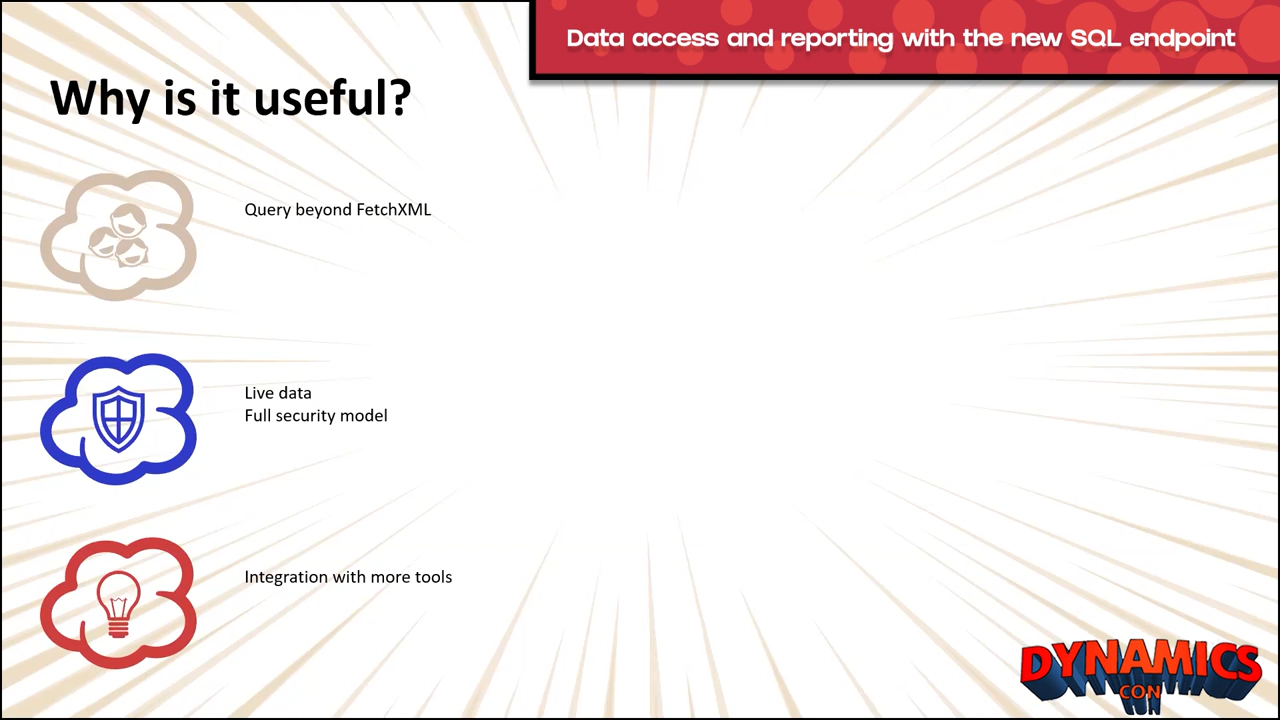 Data access and reporting with the new SQL endpoint
Why is it useful?
Query beyond FetchXML
Live data
Full security model
Integration with more tools
DYNAMICS
CON